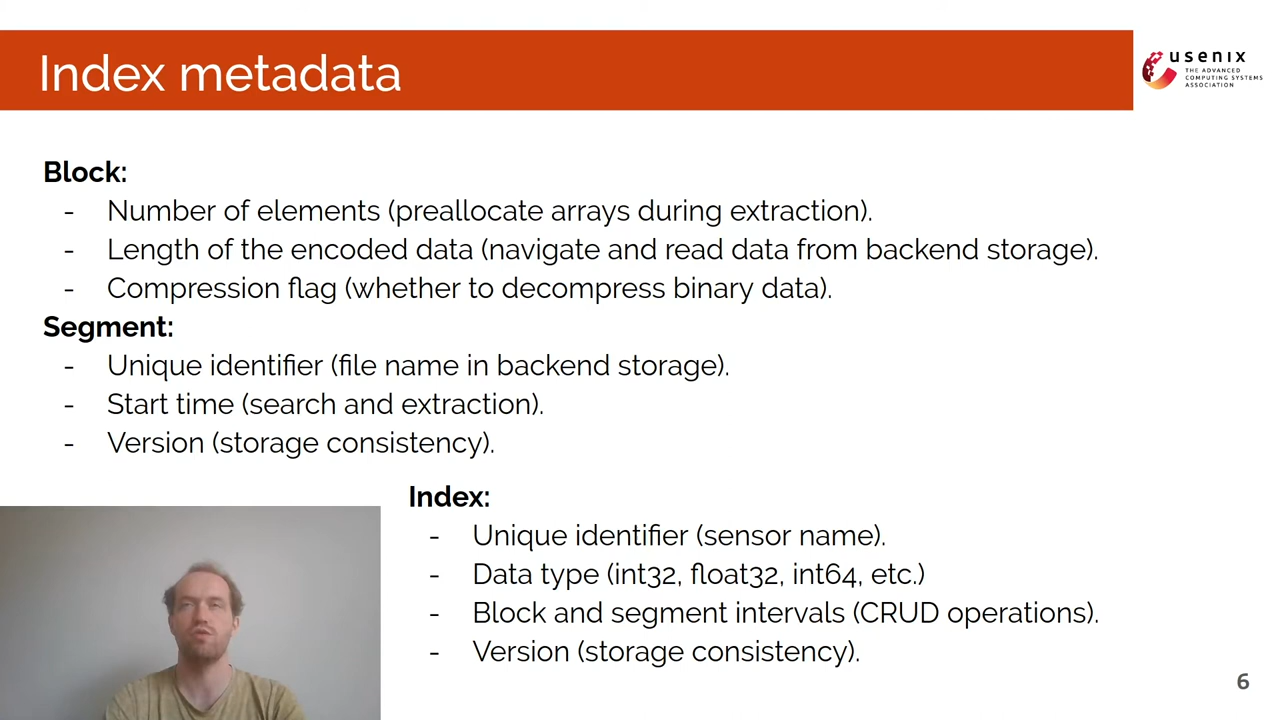 Index metadata
usenix
THE ADVANCED
COMPUTING SYSTEMS
ASSOCIATION
Block:
- Number of elements (preallocate arrays during extraction).
- Length of the encoded data (navigate and read data from backend storage).
- Compression flag (whether to decompress binary data).
Segment:
- Unique identifier (file name in backend storage).
- Start time (search and extraction).
- Version (storage consistency).
Index:
- Unique identifier (sensor name).
- Data type (int32, float32, int64, etc.)
- Block and segment intervals (CRUD operations).
- Version (storage consistency).
6